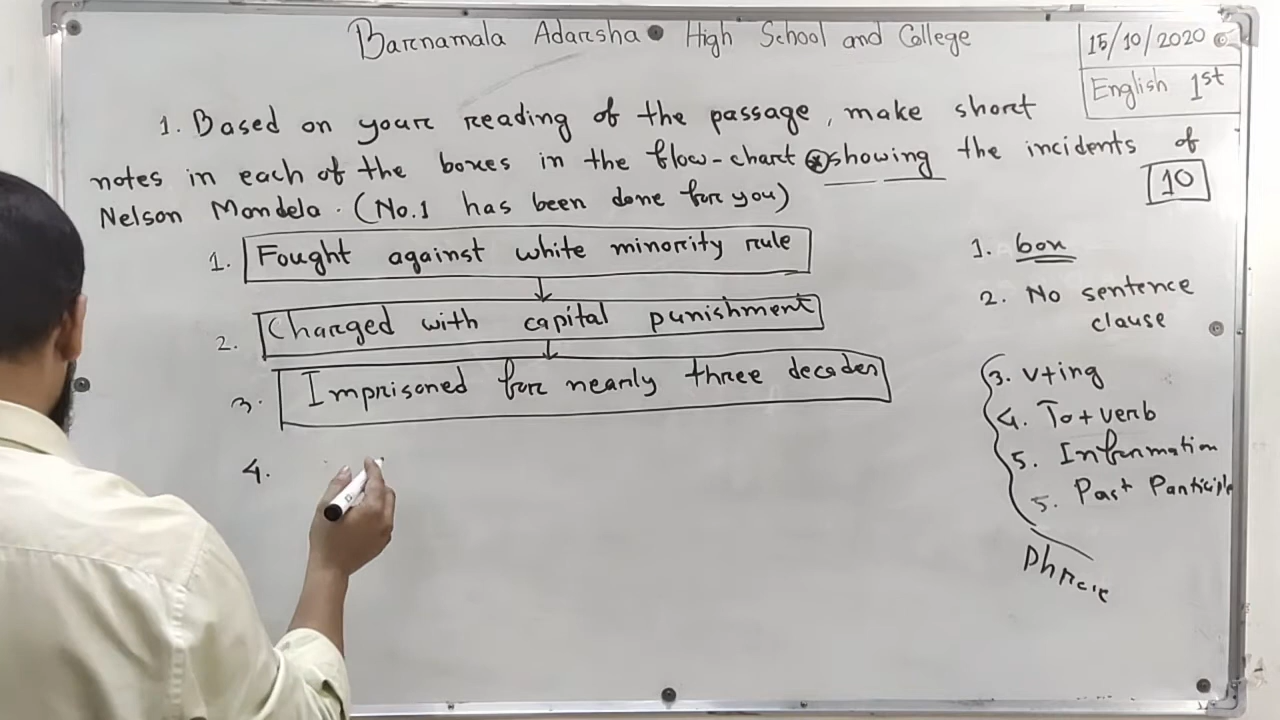 Barnamala Adarsha High School and College
15/10/2020
English 1st
1. Based on your reading of the passage, make short
notes in each of the boxes in the flow-chart showing the incidents of
Nelson Mandela. (No.1 has been done for you)
10
1. Fought against white minority rule
2. Charged with capital punishment
3. Imprisoned for nearly three decades
4.
1. box
2. No sentence
clause
3. V+ing
4. To+verb
5. Information
5. Past Participle
Phrase